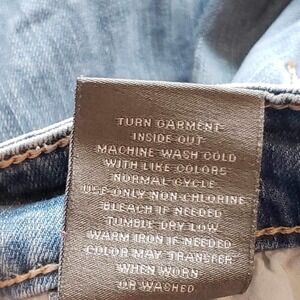 TURN GARMENT
INSIDE OUT
MACHINE WASH COLD
WITH LIKE COLORS
NORMAL CYCLE
USE ONLY NON-CHLORINE
BLEACH IF NEEDED
TUMBLE DRY LOW
WARM IRON IF NEEDED
COLOR MAY TRANSFER
WHEN WORN
OR WASHED